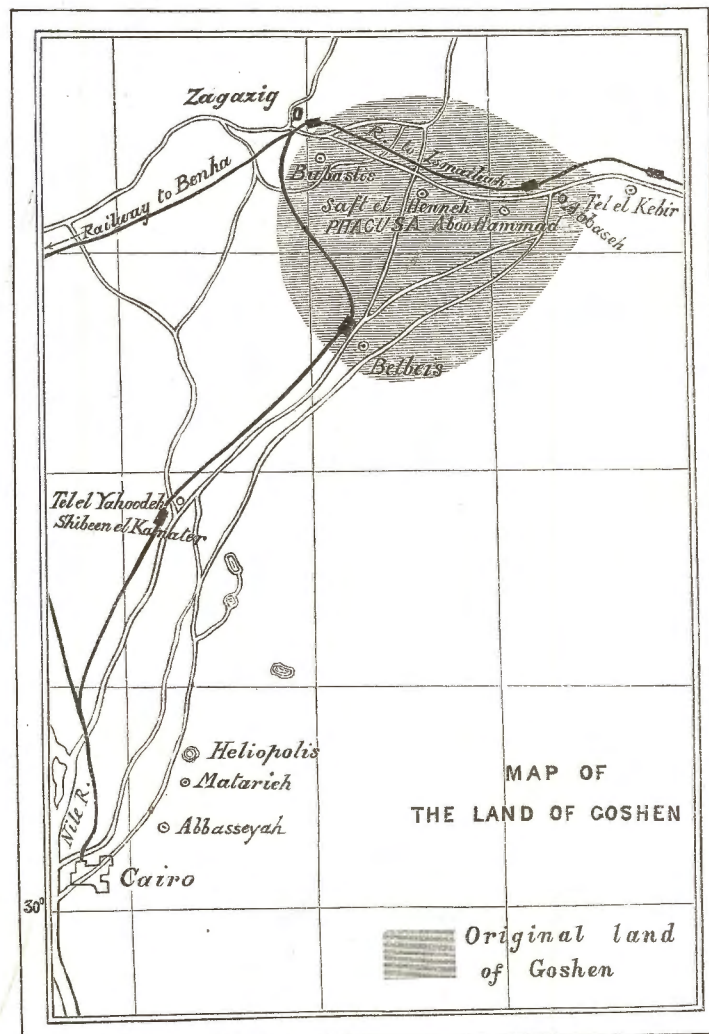 Zagazig
R. to Ismailiah
Railway to Benha
Bubastis
Saft el Henneh
PHACUSA Aboo Hammad
Abbaseh
Tel el Kebir
Belbeis
Tel el Yahoodeh
Shibeen el Kanater
Heliopolis
Matarieh
Abbasseyah
Nile R.
Cairo
30°
MAP OF
THE LAND OF GOSHEN
Original land
of Goshen